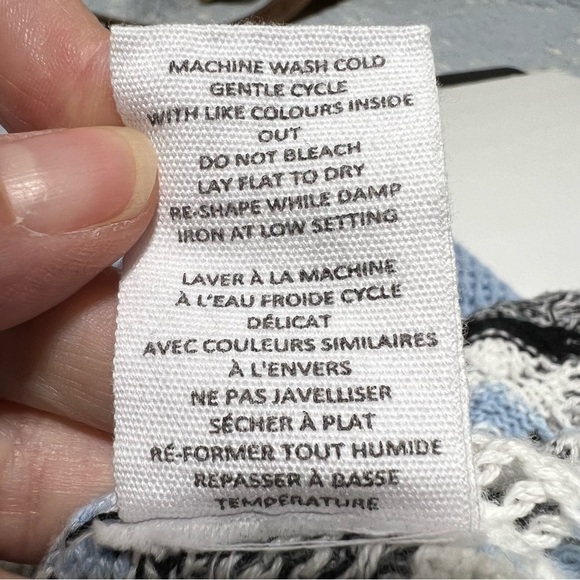 MACHINE WASH COLD
GENTLE CYCLE
WITH LIKE COLOURS INSIDE
OUT
DO NOT BLEACH
LAY FLAT TO DRY
RE-SHAPE WHILE DAMP
IRON AT LOW SETTING
LAVER À LA MACHINE
À L'EAU FROIDE CYCLE
DÉLICAT
AVEC COULEURS SIMILAIRES
À L'ENVERS
NE PAS JAVELLISER
SÉCHER À PLAT
RÉ-FORMER TOUT HUMIDE
REPASSER À BASSE
TEMPERATURE